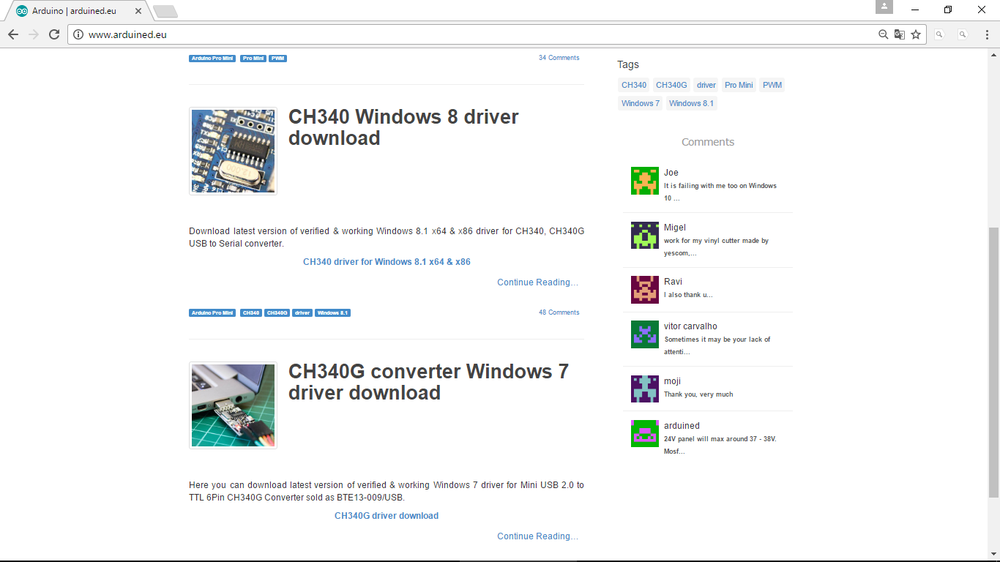 Arduino | arduined.eu
www.arduined.eu
Arduino Pro Mini Pro Mini PWM
34 Comments
CH340 Windows 8 driver
download
Download latest version of verified & working Windows 8.1 x64 & x86 driver for CH340, CH340G
USB to Serial converter.
CH340 driver for Windows 8.1 x64 & x86
Continue Reading...
Arduino Pro Mini CH340 CH340G driver Windows 8.1
48 Comments
CH340G converter Windows 7
driver download
Here you can download latest version of verified & working Windows 7 driver for Mini USB 2.0 to
TTL 6Pin CH340G Converter sold as BTE13-009/USB.
CH340G driver download
Continue Reading...
Tags
CH340 CH340G driver Pro Mini PWM
Windows 7 Windows 8.1
Comments
Joe
It is failing with me too on Windows
10 ...
Migel
work for my vinyl cutter made by
yescom,...
Ravi
I also thank u...
vitor carvalho
Sometimes it may be your lack of
attenti...
moji
Thank you, very much
arduined
24V panel will max around 37 - 38V.
Mosf...